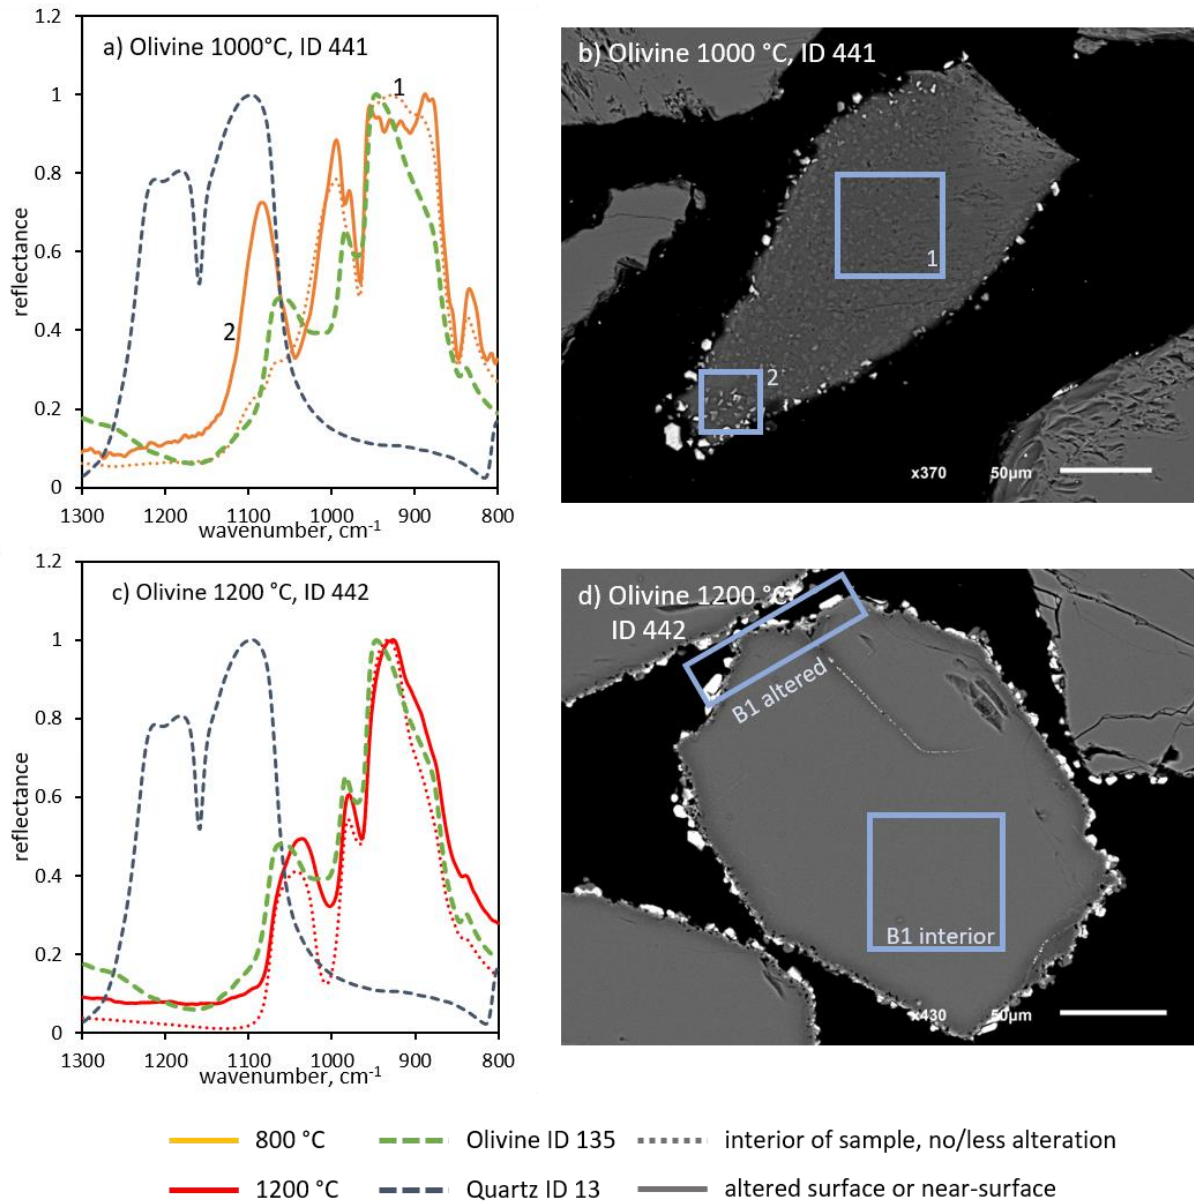 a) Olivine 1000°C, ID 441
1.2
1
0.8
0.6
0.4
0.2
0
reflectance
1
2
1300 1200 1100 1000 900 800
wavenumber, cm-1
b) Olivine 1000 °C, ID 441
1
2
x370 50µm
c) Olivine 1200 °C, ID 442
1.2
1
0.8
0.6
0.4
0.2
0
reflectance
1300 1200 1100 1000 900 800
wavenumber, cm-1
d) Olivine 1200 °C
ID 442
B1 altered
B1 interior
x430 50µm
800 °C Olivine ID 135 interior of sample, no/less alteration
1200 °C Quartz ID 13 altered surface or near-surface